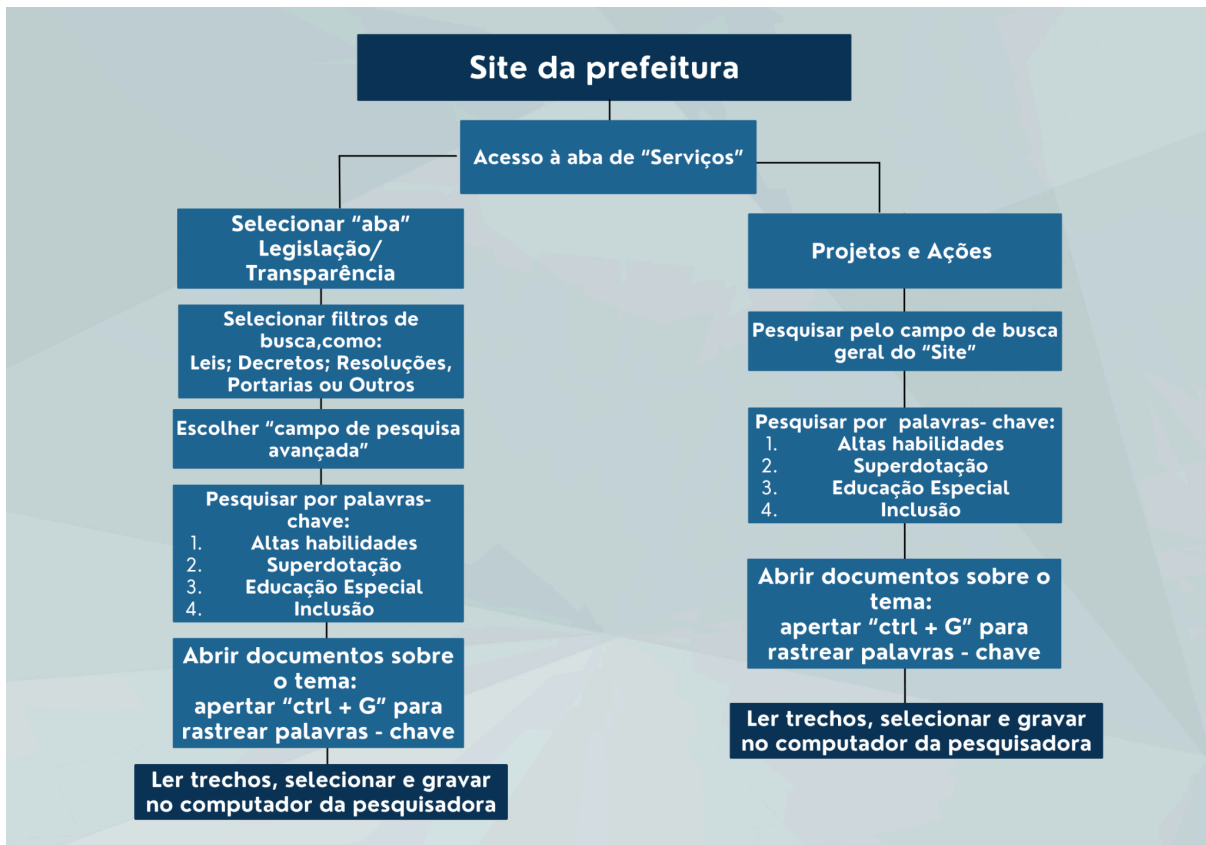 Site da prefeitura
Acesso à aba de “Serviços”
Selecionar “aba”
Legislação/
Transparência
Selecionar filtros de
busca,como:
Leis; Decretos; Resoluções,
Portarias ou Outros
Escolher “campo de pesquisa
avançada”
Pesquisar por palavras-
chave:
1. Altas habilidades
2. Superdotação
3. Educação Especial
4. Inclusão
Abrir documentos sobre
o tema:
apertar “ctrl + G” para
rastrear palavras - chave
Ler trechos, selecionar e gravar
no computador da pesquisadora
Projetos e Ações
Pesquisar pelo campo de busca
geral do “Site”
Pesquisar por palavras- chave:
1. Altas habilidades
2. Superdotação
3. Educação Especial
4. Inclusão
Abrir documentos sobre o
tema:
apertar “ctrl + G” para
rastrear palavras - chave
Ler trechos, selecionar e gravar
no computador da pesquisadora